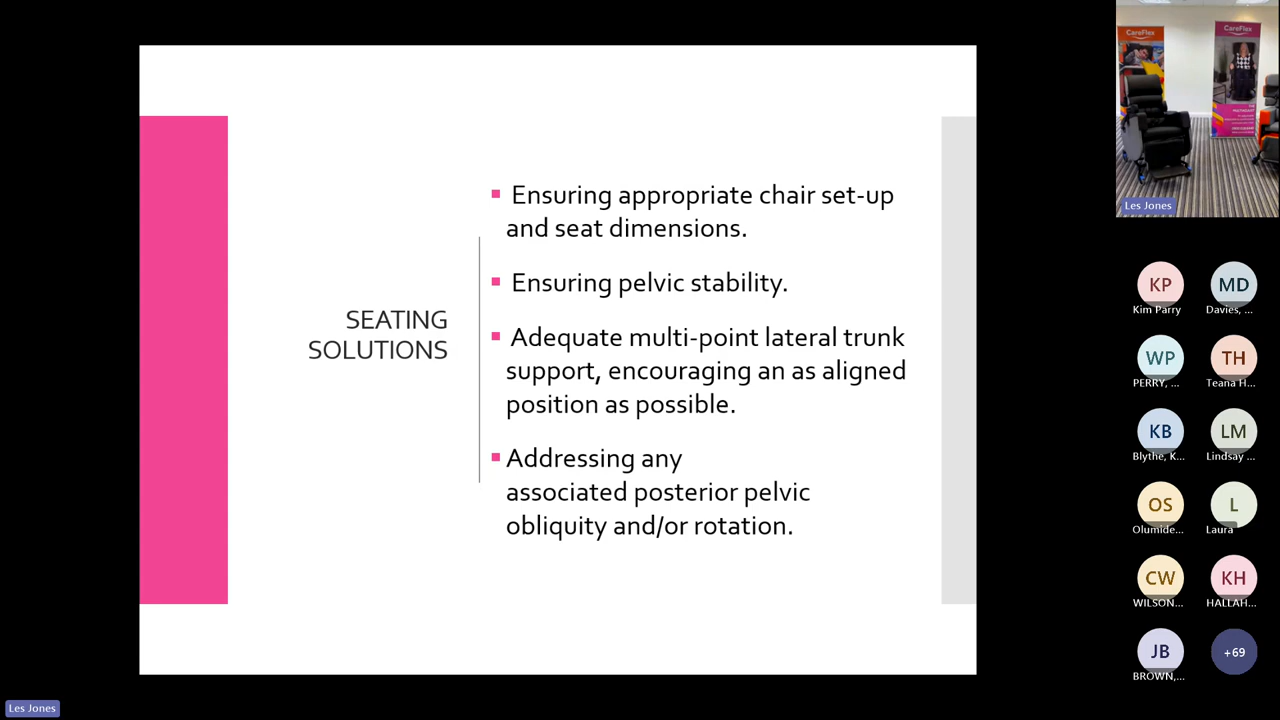 SEATING
SOLUTIONS
Ensuring appropriate chair set-up
and seat dimensions.
Ensuring pelvic stability.
Adequate multi-point lateral trunk
support, encouraging an as aligned
position as possible.
Addressing any
associated posterior pelvic
obliquity and/or rotation.
CareFlex
CareFlex
Les Jones
KP
Kim Parry
MD
Davies, ...
WP
PERRY, ...
TH
Teana H...
KB
Blythe, K...
LM
Lindsay ...
OS
Olumide...
L
Laura
CW
WILSON...
KH
HALLAH...
JB
BROWN,...
+69
Les Jones